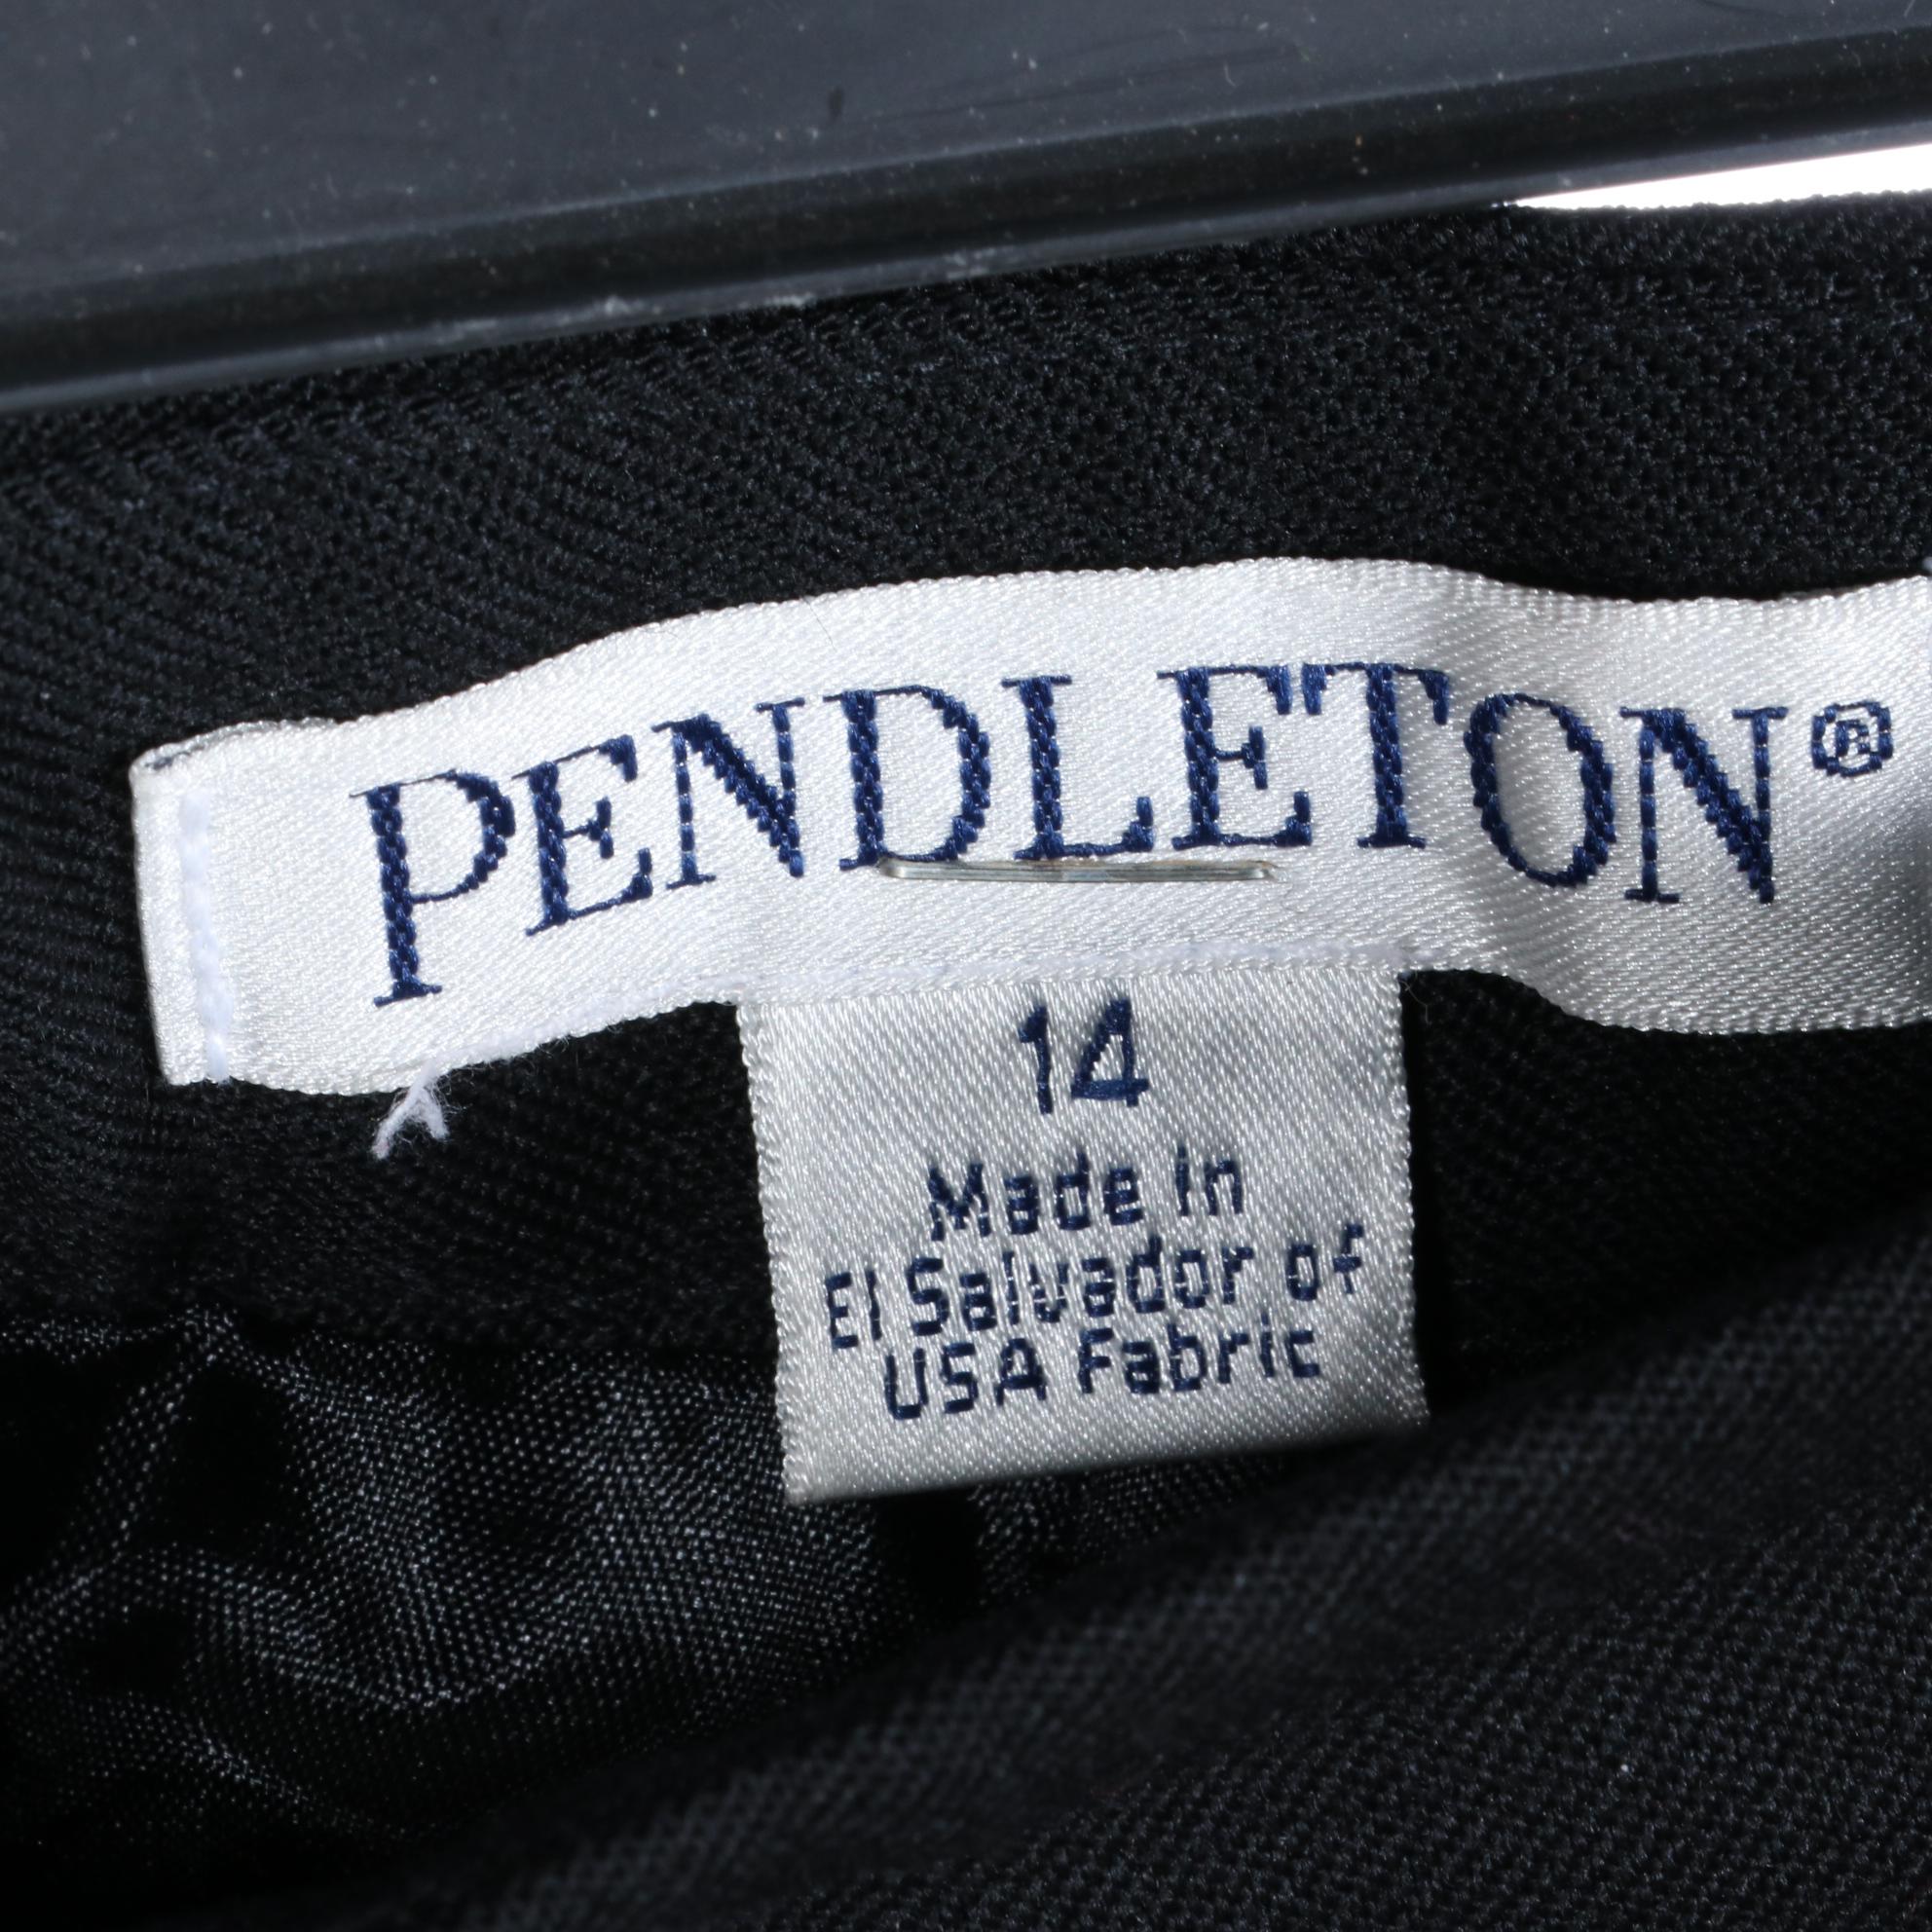 PENDLETON®
14
Made in
El Salvador of
USA Fabric